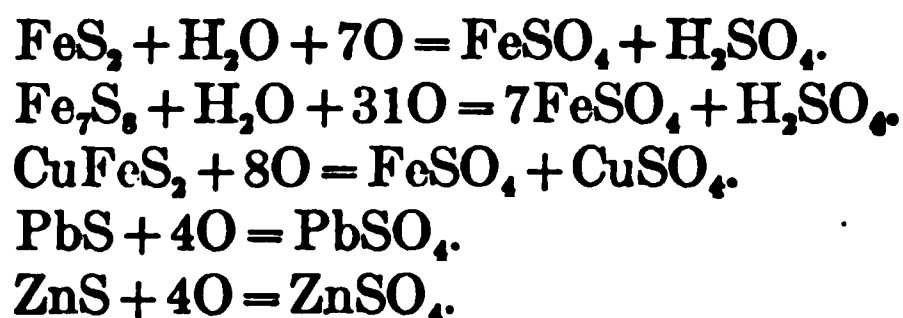 FeS₂ + H₂O + 7O = FeSO₄ + H₂SO₄.
Fe₇S₈ + H₂O + 31O = 7FeSO₄ + H₂SO₄.
CuFeS₂ + 8O = FeSO₄ + CuSO₄.
PbS + 4O = PbSO₄.
ZnS + 4O = ZnSO₄.